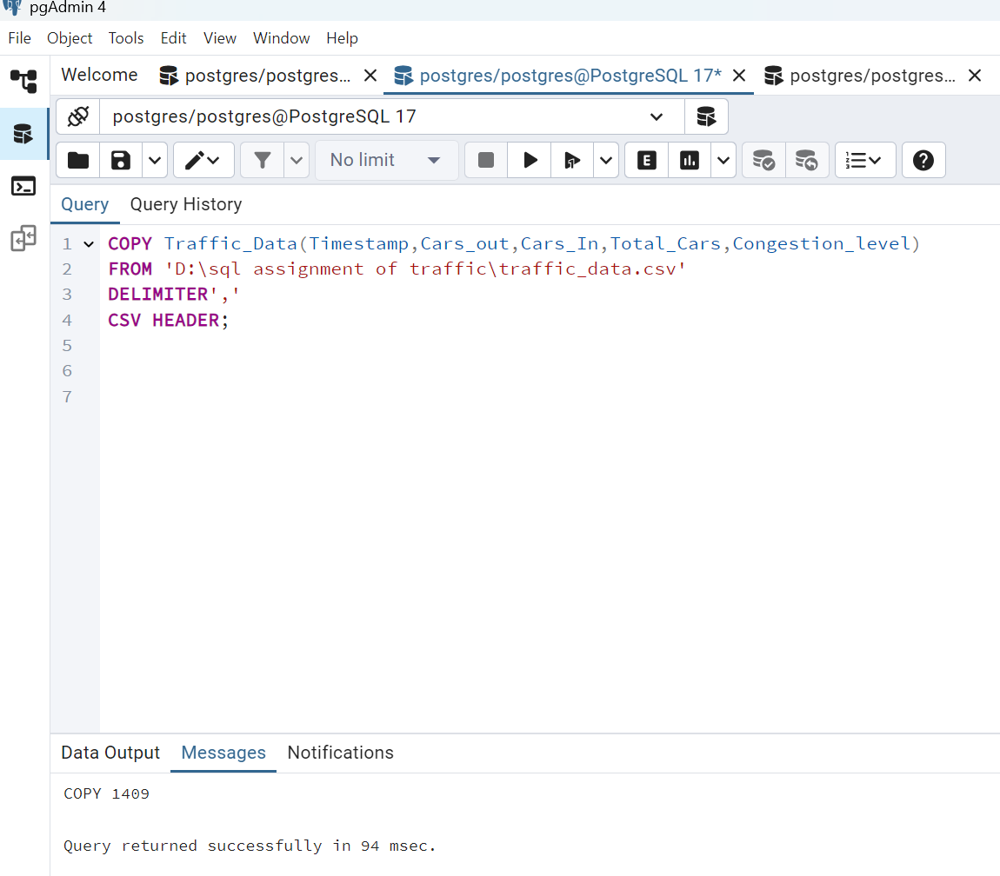 pgAdmin 4
File Object Tools Edit View Window Help
Welcome postgres/postgres... postgres/postgres@PostgreSQL 17* postgres/postgres...
postgres/postgres@PostgreSQL 17
No limit E
Query Query History
1 COPY Traffic_Data(Timestamp,Cars_out,Cars_In,Total_Cars,Congestion_level)
2 FROM 'D:\sql assignment of traffic\traffic_data.csv'
3 DELIMITER','
4 CSV HEADER;
5
6
7
Data Output Messages Notifications
COPY 1409
Query returned successfully in 94 msec.